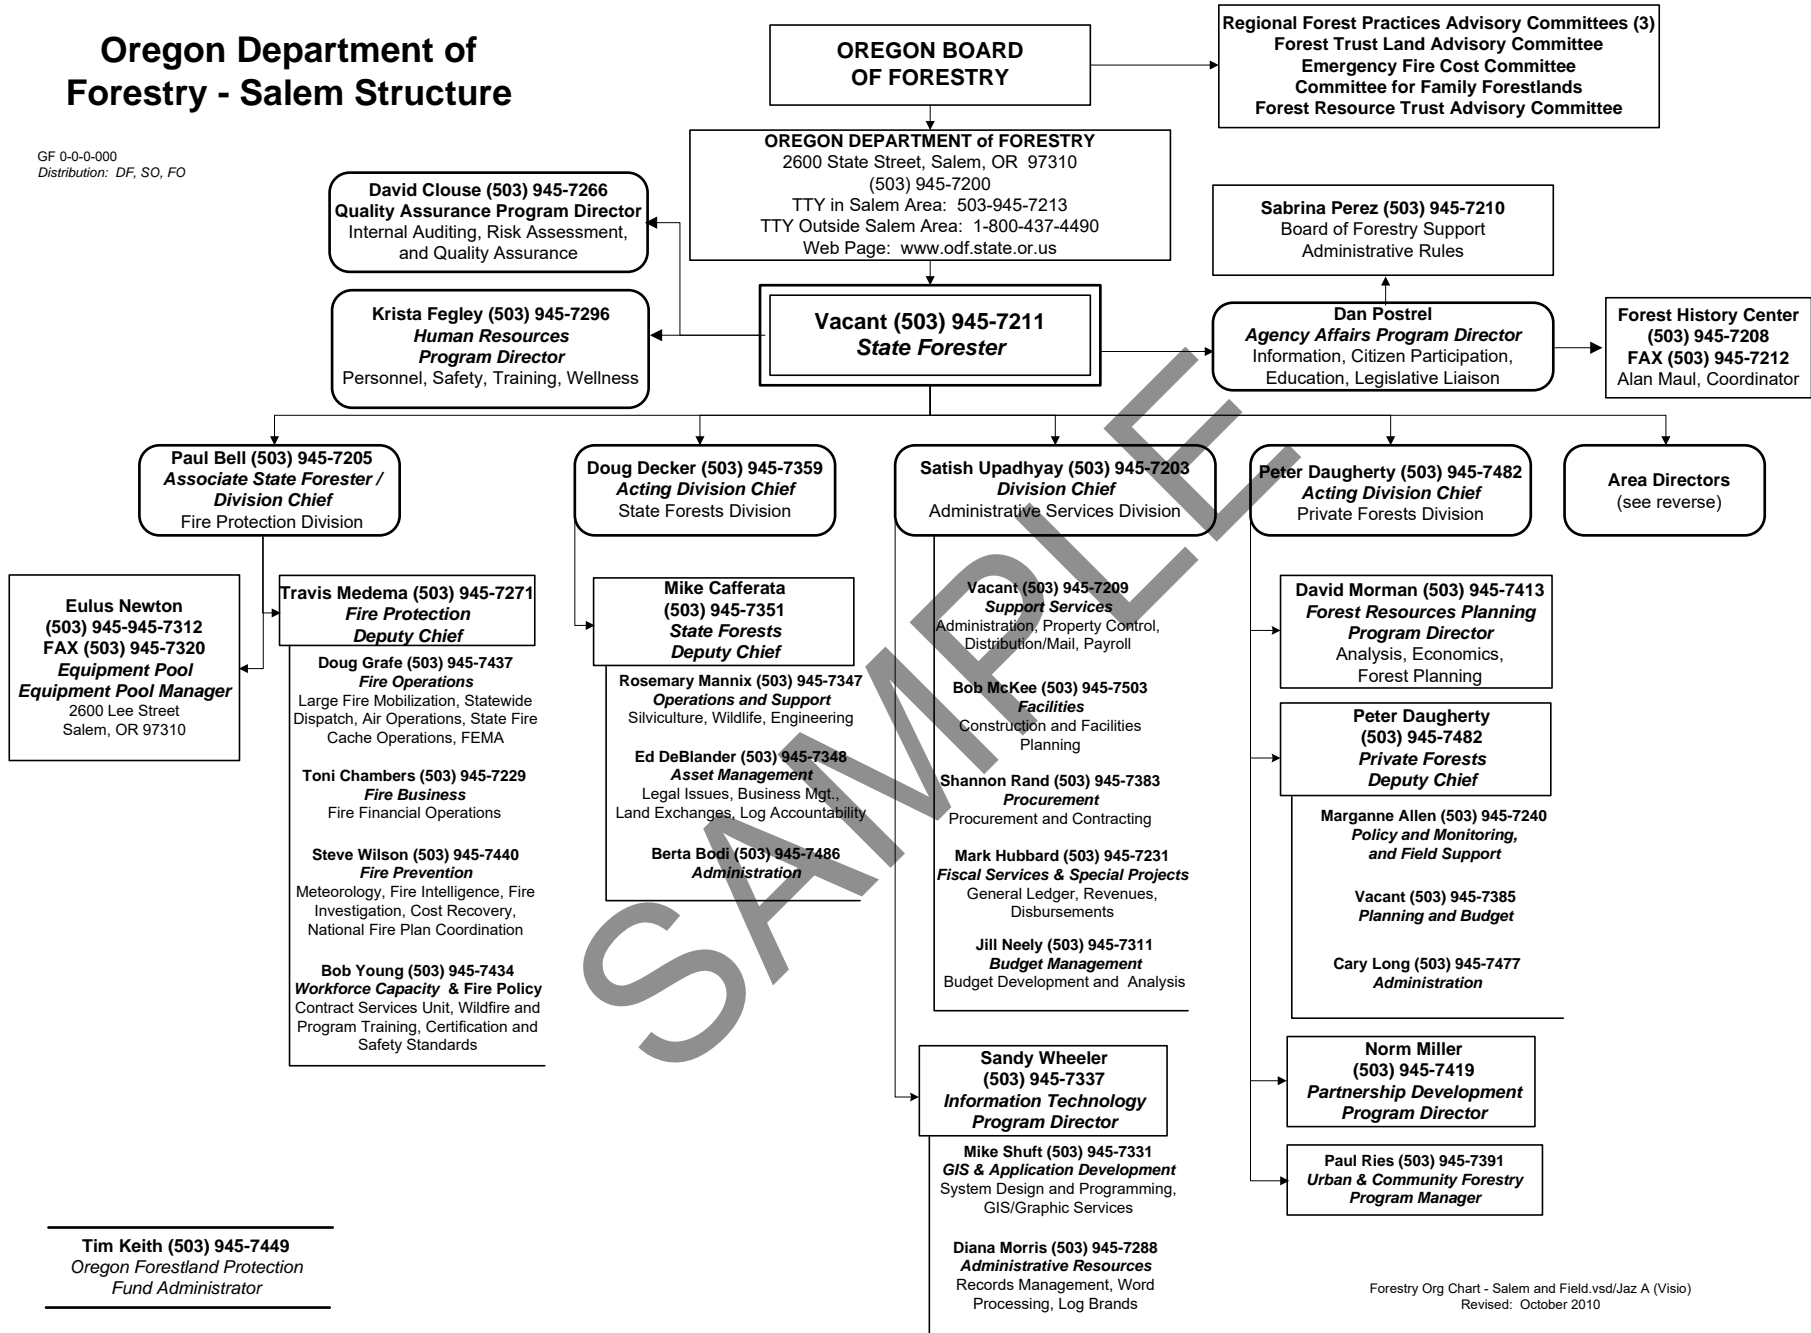 Oregon Department of
Forestry - Salem Structure
GF 0-0-0-000
Distribution: DF, SO, FO
OREGON BOARD
OF FORESTRY
Regional Forest Practices Advisory Committees (3)
Forest Trust Land Advisory Committee
Emergency Fire Cost Committee
Committee for Family Forestlands
Forest Resource Trust Advisory Committee
OREGON DEPARTMENT of FORESTRY
2600 State Street, Salem, OR 97310
(503) 945-7200
TTY in Salem Area: 503-945-7213
TTY Outside Salem Area: 1-800-437-4490
Web Page: www.odf.state.or.us
David Clouse (503) 945-7266
Quality Assurance Program Director
Internal Auditing, Risk Assessment,
and Quality Assurance
Krista Fegley (503) 945-7296
Human Resources
Program Director
Personnel, Safety, Training, Wellness
Vacant (503) 945-7211
State Forester
Sabrina Perez (503) 945-7210
Board of Forestry Support
Administrative Rules
Dan Postrel
Agency Affairs Program Director
Information, Citizen Participation,
Education, Legislative Liaison
Forest History Center
(503) 945-7208
FAX (503) 945-7212
Alan Maul, Coordinator
Paul Bell (503) 945-7205
Associate State Forester /
Division Chief
Fire Protection Division
Doug Decker (503) 945-7359
Acting Division Chief
State Forests Division
Satish Upadhyay (503) 945-7203
Division Chief
Administrative Services Division
Peter Daugherty (503) 945-7482
Acting Division Chief
Private Forests Division
Area Directors
(see reverse)
Eulus Newton
(503) 945-945-7312
FAX (503) 945-7320
Equipment Pool
Equipment Pool Manager
2600 Lee Street
Salem, OR 97310
Travis Medema (503) 945-7271
Fire Protection
Deputy Chief
Doug Grafe (503) 945-7437
Fire Operations
Large Fire Mobilization, Statewide
Dispatch, Air Operations, State Fire
Cache Operations, FEMA
Toni Chambers (503) 945-7229
Fire Business
Fire Financial Operations
Steve Wilson (503) 945-7440
Fire Prevention
Meteorology, Fire Intelligence, Fire
Investigation, Cost Recovery,
National Fire Plan Coordination
Bob Young (503) 945-7434
Workforce Capacity & Fire Policy
Contract Services Unit, Wildfire and
Program Training, Certification and
Safety Standards
Mike Cafferata
(503) 945-7351
State Forests
Deputy Chief
Rosemary Mannix (503) 945-7347
Operations and Support
Silviculture, Wildlife, Engineering
Ed DeBlander (503) 945-7348
Asset Management
Legal Issues, Business Mgt.,
Land Exchanges, Log Accountability
Berta Bodi (503) 945-7486
Administration
Vacant (503) 945-7209
Support Services
Administration, Property Control,
Distribution/Mail, Payroll
Bob McKee (503) 945-7503
Facilities
Construction and Facilities
Planning
Shannon Rand (503) 945-7383
Procurement
Procurement and Contracting
Mark Hubbard (503) 945-7231
Fiscal Services & Special Projects
General Ledger, Revenues,
Disbursements
Jill Neely (503) 945-7311
Budget Management
Budget Development and Analysis
Sandy Wheeler
(503) 945-7337
Information Technology
Program Director
Mike Shuft (503) 945-7331
GIS & Application Development
System Design and Programming,
GIS/Graphic Services
Diana Morris (503) 945-7288
Administrative Resources
Records Management, Word
Processing, Log Brands
David Morman (503) 945-7413
Forest Resources Planning
Program Director
Analysis, Economics,
Forest Planning
Peter Daugherty
(503) 945-7482
Private Forests
Deputy Chief
Marganne Allen (503) 945-7240
Policy and Monitoring,
and Field Support
Vacant (503) 945-7385
Planning and Budget
Cary Long (503) 945-7477
Administration
Norm Miller
(503) 945-7419
Partnership Development
Program Director
Paul Ries (503) 945-7391
Urban & Community Forestry
Program Manager
Tim Keith (503) 945-7449
Oregon Forestland Protection
Fund Administrator
Forestry Org Chart - Salem and Field.vsd/Jaz A (Visio)
Revised: October 2010
SAMPLE